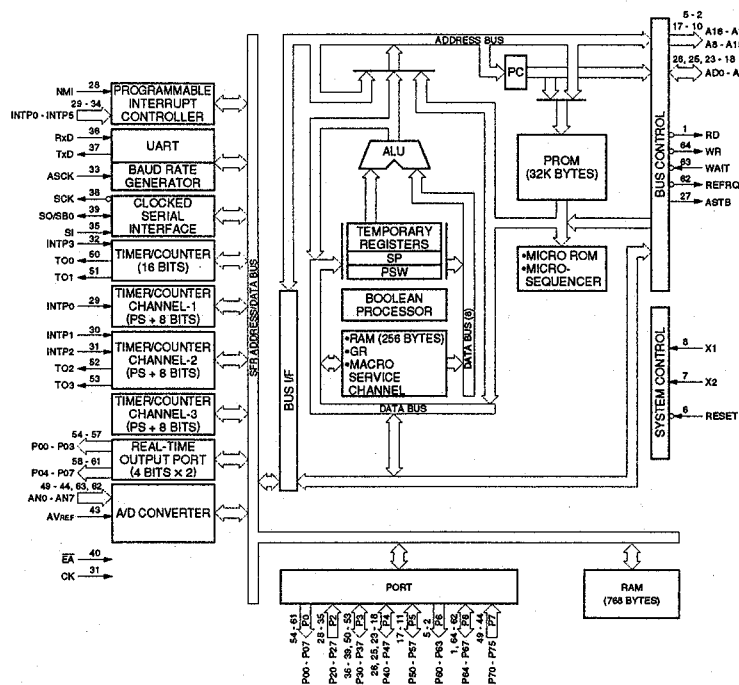 5 - 2
17 - 10
A16 - A1
A8 - A15
ADDRESS BUS
26, 25, 23 - 18
AD0 - A
PC
NMI
28
29 - 34
INTP0 - INTP5
PROGRAMMABLE
INTERRUPT
CONTROLLER
RxD
36
TxD
37
UART
ASCK
33
BAUD RATE
GENERATOR
SCK
38
SO/SB0
39
SI
35
CLOCKED
SERIAL
INTERFACE
INTP3
32
TO0
50
TO1
51
TIMER/COUNTER
(16 BITS)
INTP0
29
TIMER/COUNTER
CHANNEL-1
(PS + 8 BITS)
INTP1
30
INTP2
31
TO2
52
TO3
53
TIMER/COUNTER
CHANNEL-2
(PS + 8 BITS)
TIMER/COUNTER
CHANNEL-3
(PS + 8 BITS)
54 - 57
P00 - P03
58 - 61
P04 - P07
REAL-TIME
OUTPUT PORT
(4 BITS × 2)
49 - 44, 63, 62
AN0 - AN7
AVREF
43
A/D CONVERTER
EA
40
CK
31
SFR ADDRESS/DATA BUS
BUS I/F
ALU
TEMPORARY
REGISTERS
SP
PSW
BOOLEAN
PROCESSOR
•RAM (256 BYTES)
•GR
•MACRO
SERVICE
CHANNEL
DATA BUS (8)
DATA BUS
PROM
(32K BYTES)
•MICRO ROM
•MICRO-
SEQUENCER
BUS CONTROL
1
RD
64
WR
63
WAIT
62
REFRQ
27
ASTB
SYSTEM CONTROL
8
X1
7
X2
6
RESET
PORT
RAM
(768 BYTES)
P0
P2
P3
P4
P5
P6
P6
P7
54 - 61
P00 - P07
28 - 35
P20 - P27
36 - 39, 50 - 53
P30 - P37
26, 25, 23 - 18
P40 - P47
17 - 11
P50 - P57
5 - 2
P60 - P63
1, 64 - 62
P64 - P67
49 - 44
P70 - P75